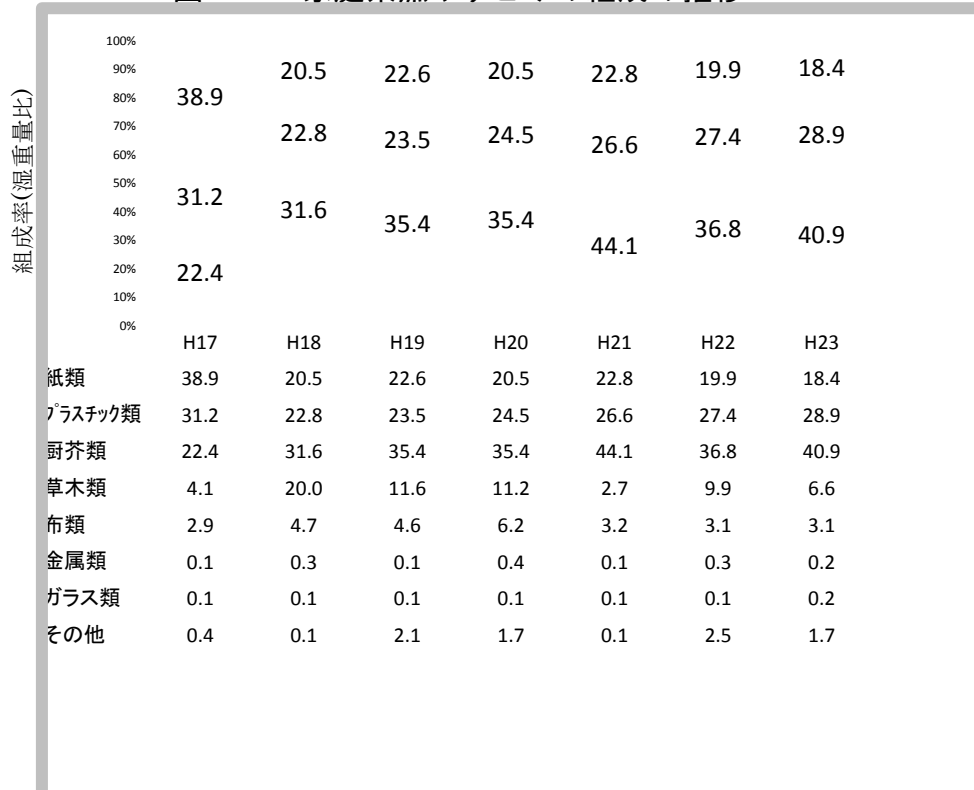 組成率(湿重量比)
100%
90%
80%
70%
60%
50%
40%
30%
20%
10%
0%
38.9 20.5 22.6 20.5 22.8 19.9 18.4
31.2 22.8 23.5 24.5 26.6 27.4 28.9
22.4 31.6 35.4 35.4 44.1 36.8 40.9
H17 H18 H19 H20 H21 H22 H23
紙類 38.9 20.5 22.6 20.5 22.8 19.9 18.4
プラスチック類 31.2 22.8 23.5 24.5 26.6 27.4 28.9
厨芥類 22.4 31.6 35.4 35.4 44.1 36.8 40.9
草木類 4.1 20.0 11.6 11.2 2.7 9.9 6.6
布類 2.9 4.7 4.6 6.2 3.2 3.1 3.1
金属類 0.1 0.3 0.1 0.4 0.1 0.3 0.2
ガラス類 0.1 0.1 0.1 0.1 0.1 0.1 0.2
その他 0.4 0.1 2.1 1.7 0.1 2.5 1.7